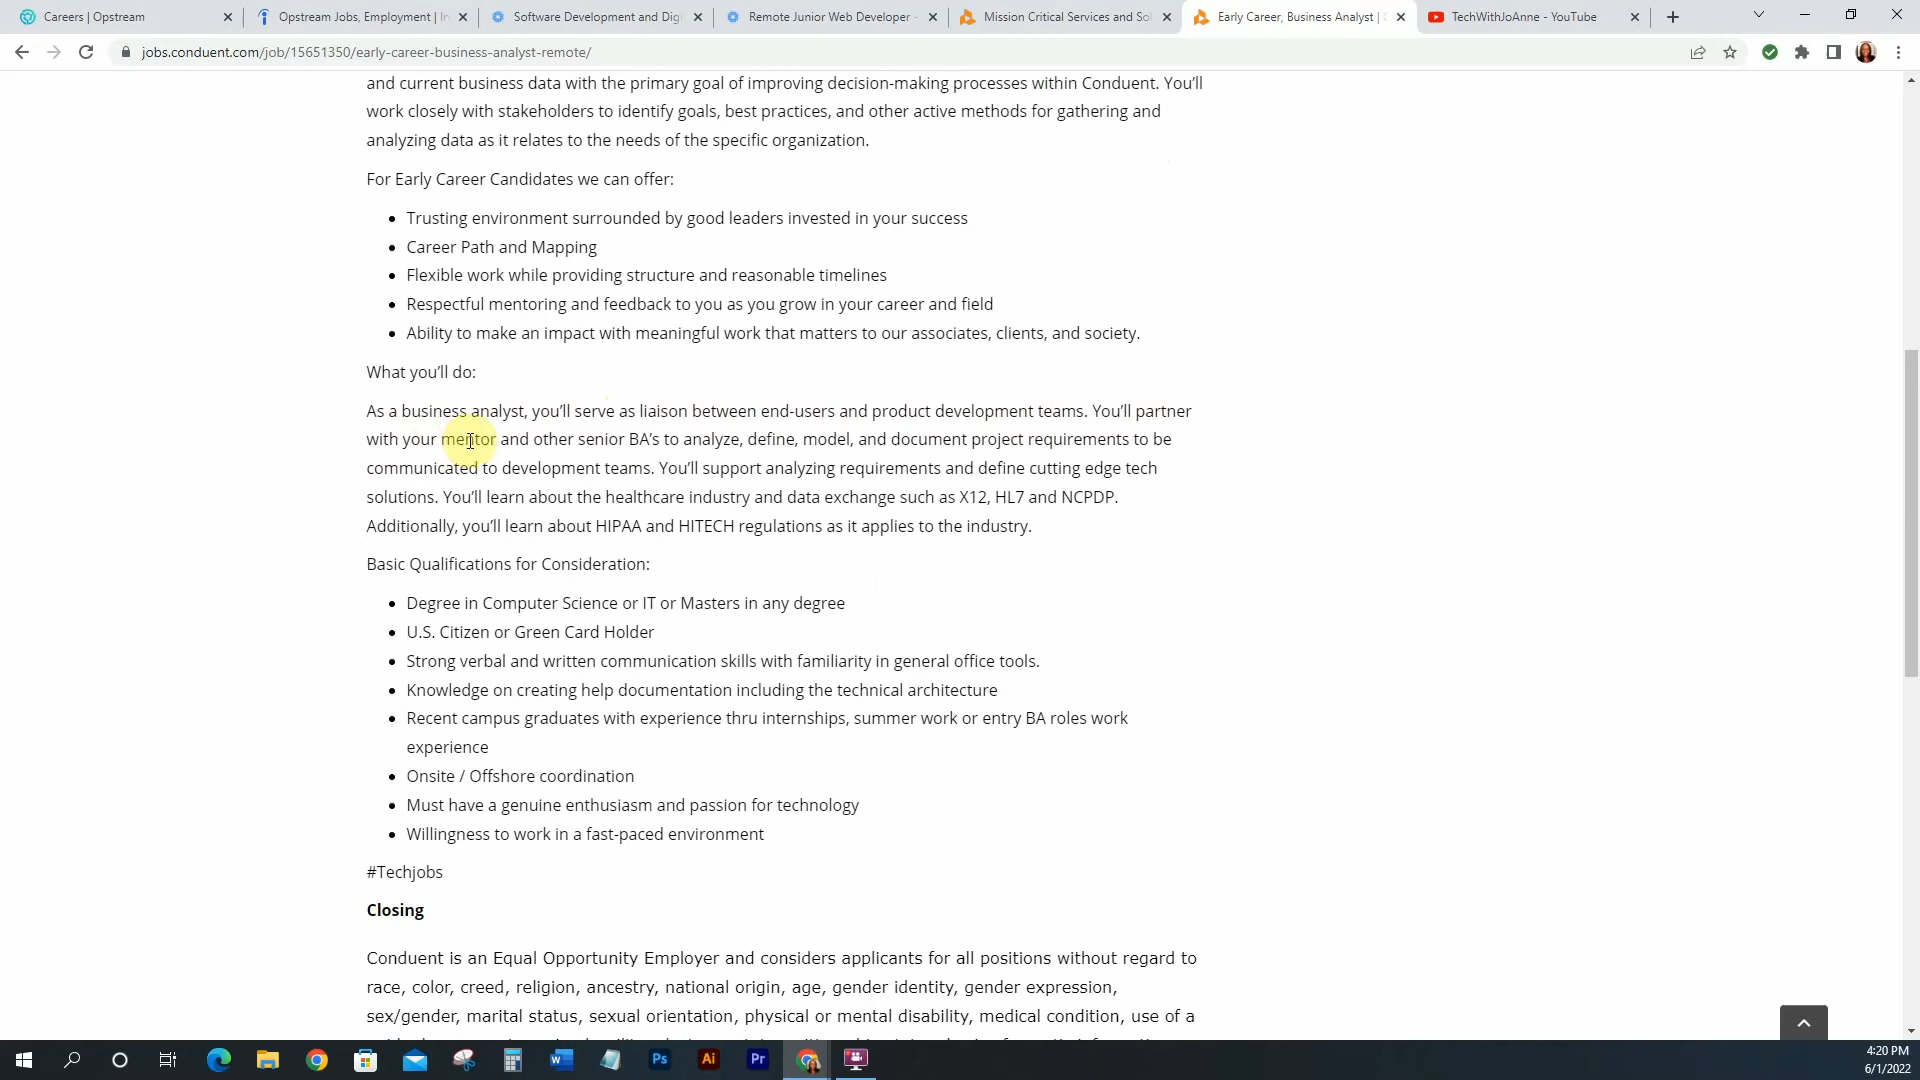 Careers | Opstream
Opstream Jobs, Employment | In
Software Development and Digi
Remote Junior Web Developer -
Mission Critical Services and Sol
Early Career, Business Analyst |
TechWithJoAnne - YouTube
jobs.conduent.com/job/15651350/early-career-business-analyst-remote/
and current business data with the primary goal of improving decision-making processes within Conduent. You'll
work closely with stakeholders to identify goals, best practices, and other active methods for gathering and
analyzing data as it relates to the needs of the specific organization.
For Early Career Candidates we can offer:
• Trusting environment surrounded by good leaders invested in your success
• Career Path and Mapping
• Flexible work while providing structure and reasonable timelines
• Respectful mentoring and feedback to you as you grow in your career and field
• Ability to make an impact with meaningful work that matters to our associates, clients, and society.
What you'll do:
As a business analyst, you'll serve as liaison between end-users and product development teams. You'll partner
with your mentor and other senior BA's to analyze, define, model, and document project requirements to be
communicated to development teams. You'll support analyzing requirements and define cutting edge tech
solutions. You'll learn about the healthcare industry and data exchange such as X12, HL7 and NCPDP.
Additionally, you'll learn about HIPAA and HITECH regulations as it applies to the industry.
Basic Qualifications for Consideration:
• Degree in Computer Science or IT or Masters in any degree
• U.S. Citizen or Green Card Holder
• Strong verbal and written communication skills with familiarity in general office tools.
• Knowledge on creating help documentation including the technical architecture
• Recent campus graduates with experience thru internships, summer work or entry BA roles work
experience
• Onsite / Offshore coordination
• Must have a genuine enthusiasm and passion for technology
• Willingness to work in a fast-paced environment
#Techjobs
Closing
Conduent is an Equal Opportunity Employer and considers applicants for all positions without regard to
race, color, creed, religion, ancestry, national origin, age, gender identity, gender expression,
sex/gender, marital status, sexual orientation, physical or mental disability, medical condition, use of a
Ps
Ai
Pr
4:20 PM
6/1/2022